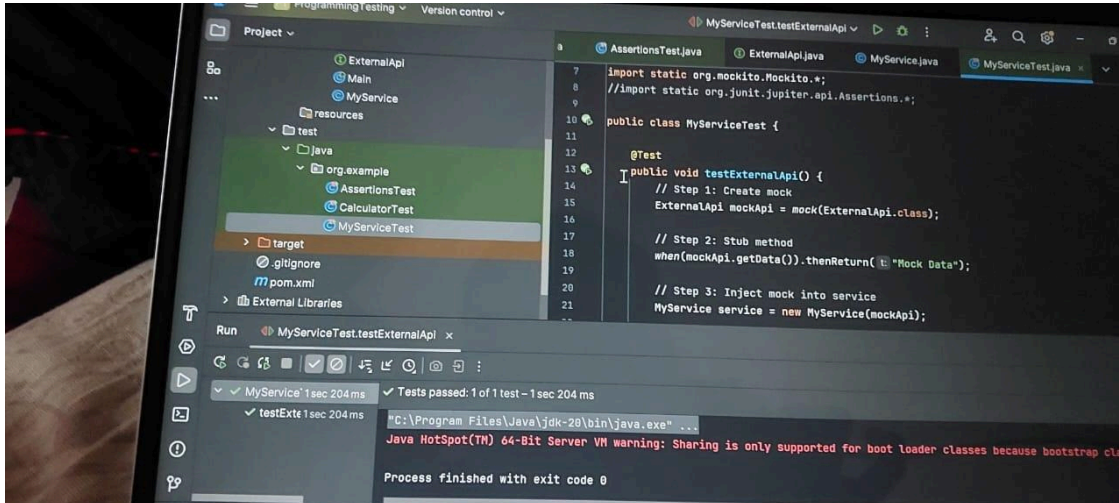 ProgrammingTesting
Version control
MyServiceTest.testExternalApi
Project
ExternalApi
Main
MyService
resources
test
java
org.example
AssertionsTest
CalculatorTest
MyServiceTest
target
.gitignore
pom.xml
External Libraries
a
AssertionsTest.java
ExternalApi.java
MyService.java
MyServiceTest.java
7 import static org.mockito.Mockito.*;
8 //import static org.junit.jupiter.api.Assertions.*;
9
10 public class MyServiceTest {
11
12 @Test
13 public void testExternalApi() {
14 // Step 1: Create mock
15 ExternalApi mockApi = mock(ExternalApi.class);
16
17 // Step 2: Stub method
18 when(mockApi.getData()).thenReturn( t: "Mock Data");
19
20 // Step 3: Inject mock into service
21 MyService service = new MyService(mockApi);
Run
MyServiceTest.testExternalApi
MyService 1 sec 204 ms
testExte 1 sec 204 ms
Tests passed: 1 of 1 test – 1 sec 204 ms
"C:\Program Files\Java\jdk-20\bin\java.exe" ...
Java HotSpot(TM) 64-Bit Server VM warning: Sharing is only supported for boot loader classes because bootstrap cla
Process finished with exit code 0